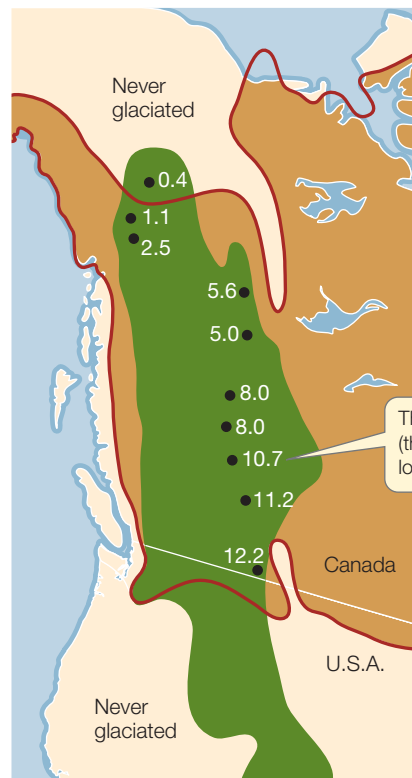 Never
glaciated
0.4
1.1
2.5
5.6
5.0
8.0
8.0
10.7
11.2
12.2
Canada
U.S.A.
Never
glaciated